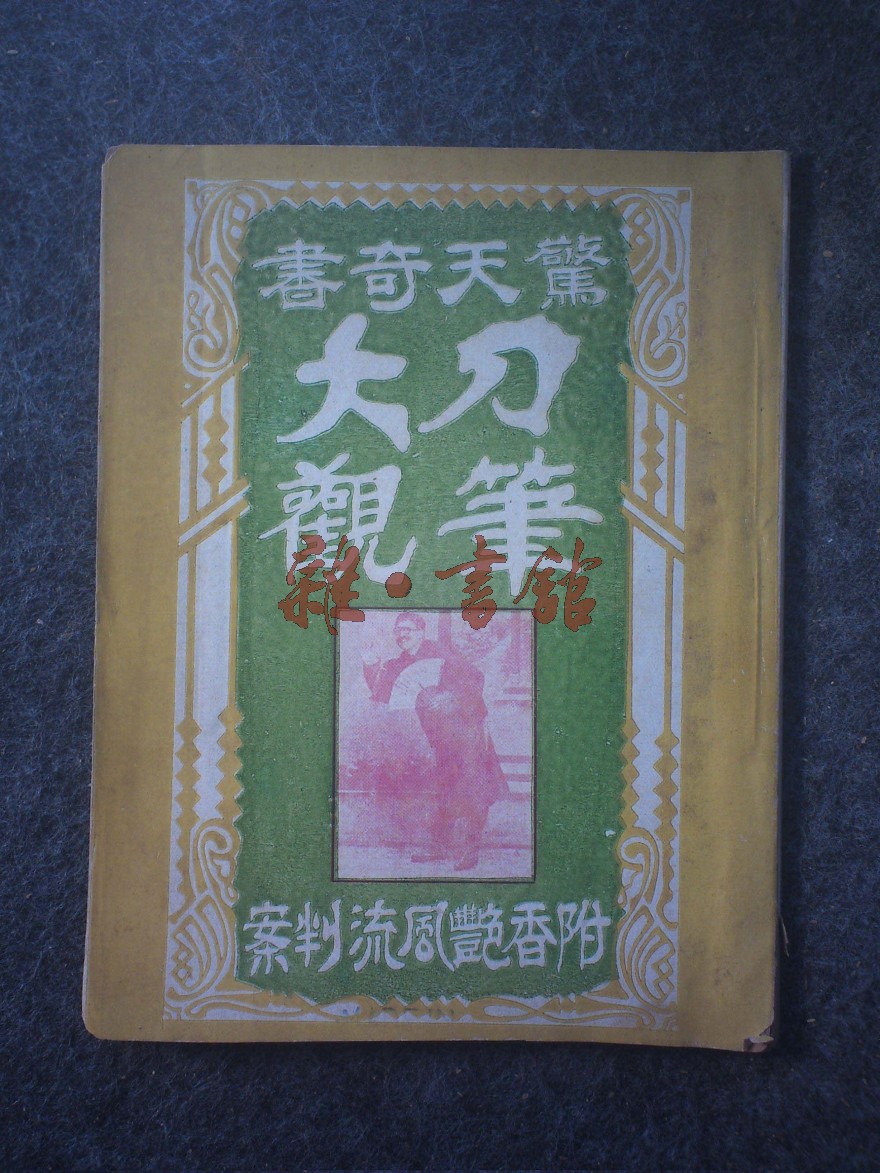 驚天奇書
刀筆
大觀
雜·書館
附香艷風流判案